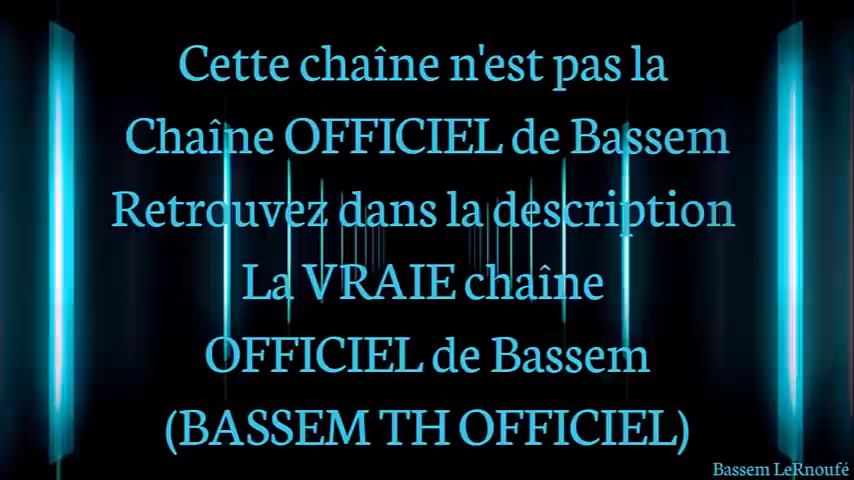 Cette chaîne n'est pas la
Chaîne OFFICIEL de Bassem
Retrouvez dans la description
La VRAIE chaîne
OFFICIEL de Bassem
(BASSEM TH OFFICIEL)
Bassem LeRnoufé